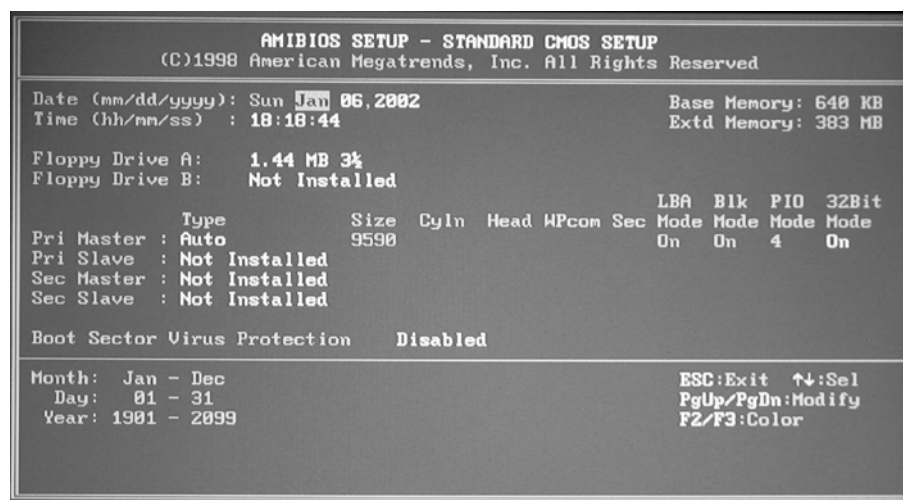 AMIBIOS SETUP - STANDARD CMOS SETUP
(C)1998 American Megatrends, Inc. All Rights Reserved
Date (mm/dd/yyyy): Sun Jan 06,2002 Base Memory: 640 KB
Time (hh/mm/ss) : 18:18:44 Extd Memory: 383 MB
Floppy Drive A: 1.44 MB 3½
Floppy Drive B: Not Installed
LBA Blk PIO 32Bit
Type Size Cyln Head WPcom Sec Mode Mode Mode Mode
Pri Master : Auto 9590 On On 4 On
Pri Slave : Not Installed
Sec Master : Not Installed
Sec Slave : Not Installed
Boot Sector Virus Protection Disabled
Month: Jan - Dec ESC:Exit ↑↓:Sel
Day: 01 - 31 PgUp/PgDn:Modify
Year: 1901 - 2099 F2/F3:Color